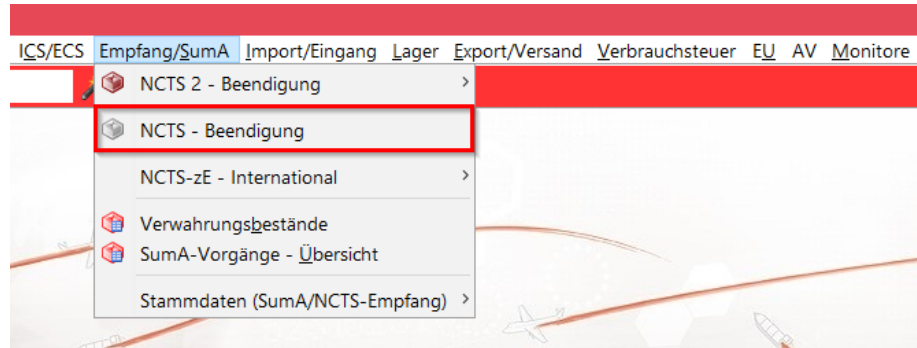 ICS/ECS Empfang/SumA Import/Eingang Lager Export/Versand Verbrauchsteuer EU AV Monitore
NCTS 2 - Beendigung
NCTS - Beendigung
NCTS-zE - International
Verwahrungsbestände
SumA-Vorgänge - Übersicht
Stammdaten (SumA/NCTS-Empfang)